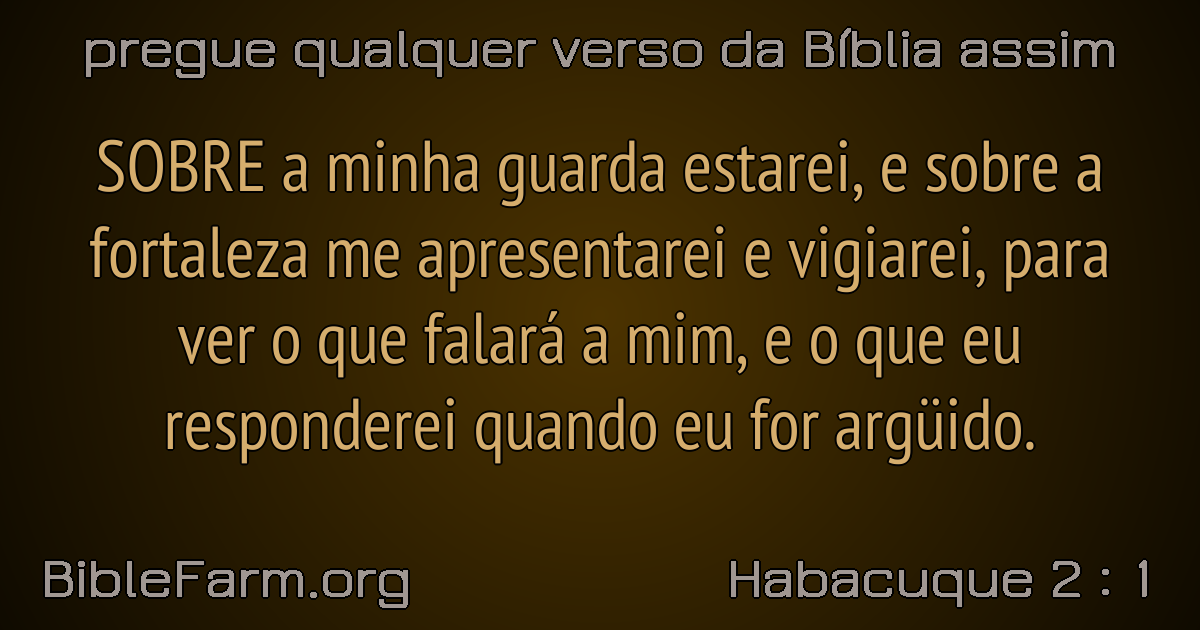 pregue qualquer verso da Bíblia assim
SOBRE a minha guarda estarei, e sobre a
fortaleza me apresentarei e vigiarei, para
ver o que falará a mim, e o que eu
responderei quando eu for argüido.
BibleFarm.org
Habacuque 2 : 1